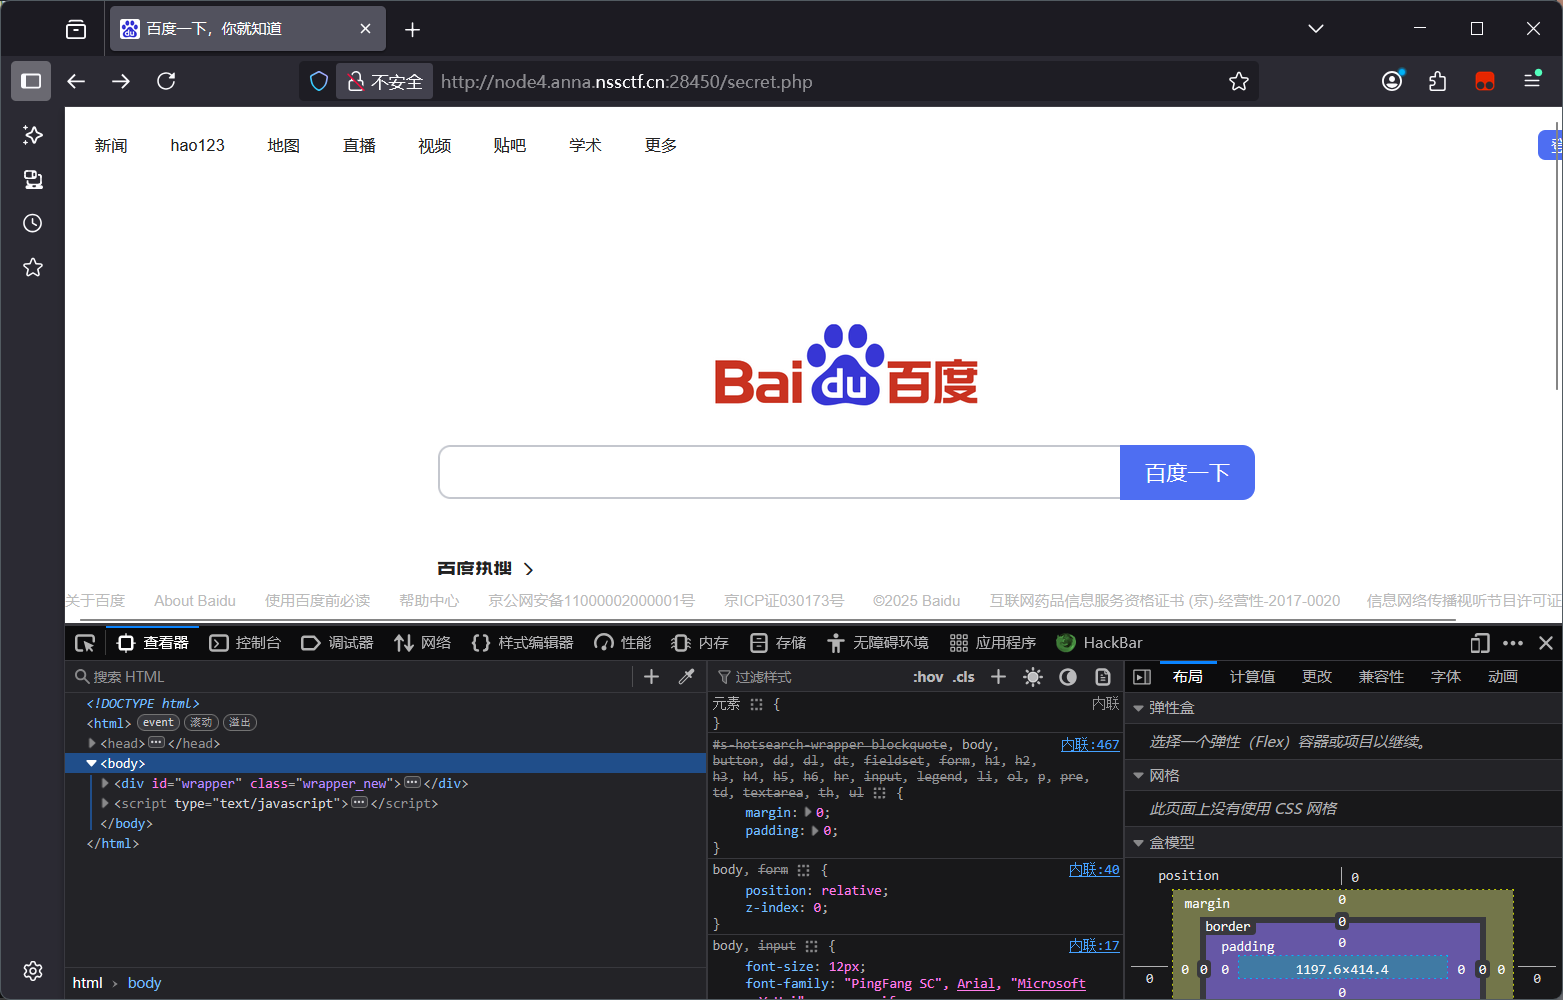 百度一下，你就知道
不安全
http://node4.anna.nssctf.cn:28450/secret.php
新闻 hao123 地图 直播 视频 贴吧 学术 更多
Bai du 百度
百度一下
百度热搜
关于百度 About Baidu 使用百度前必读 帮助中心 京公网安备11000002000001号 京ICP证030173号 ©2025 Baidu 互联网药品信息服务资格证书 (京)-经营性-2017-0020 信息网络传播视听节目许可证
查看器 控制台 调试器 网络 样式编辑器 性能 内存 存储 无障碍环境 应用程序 HackBar
搜索 HTML
<!DOCTYPE html>
<html> event 滚动 溢出
<head> ··· </head>
<body>
<div id="wrapper" class="wrapper_new"> ··· </div>
<script type="text/javascript"> ··· </script>
</body>
</html>
html › body
过滤样式 :hov .cls
元素 { 内联
}
#s-hotsearch-wrapper blockquote, body, 内联:467
button, dd, dl, dt, fieldset, form, h1, h2,
h3, h4, h5, h6, hr, input, legend, li, ol, p, pre,
td, textarea, th, ul {
margin: 0;
padding: 0;
}
body, form { 内联:40
position: relative;
z-index: 0;
}
body, input { 内联:17
font-size: 12px;
font-family: "PingFang SC", Arial, "Microsoft
布局 计算值 更改 兼容性 字体 动画
弹性盒
选择一个弹性（Flex）容器或项目以继续。
网格
此页面上没有使用 CSS 网格
盒模型
position 0
margin 0
border 0
padding 0
0 0 0 0 1197.6×414.4 0 0 0 0
0